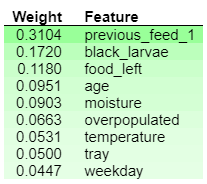 Weight Feature
0.3104 previous_feed_1
0.1720 black_larvae
0.1180 food_left
0.0951 age
0.0903 moisture
0.0663 overpopulated
0.0531 temperature
0.0500 tray
0.0447 weekday